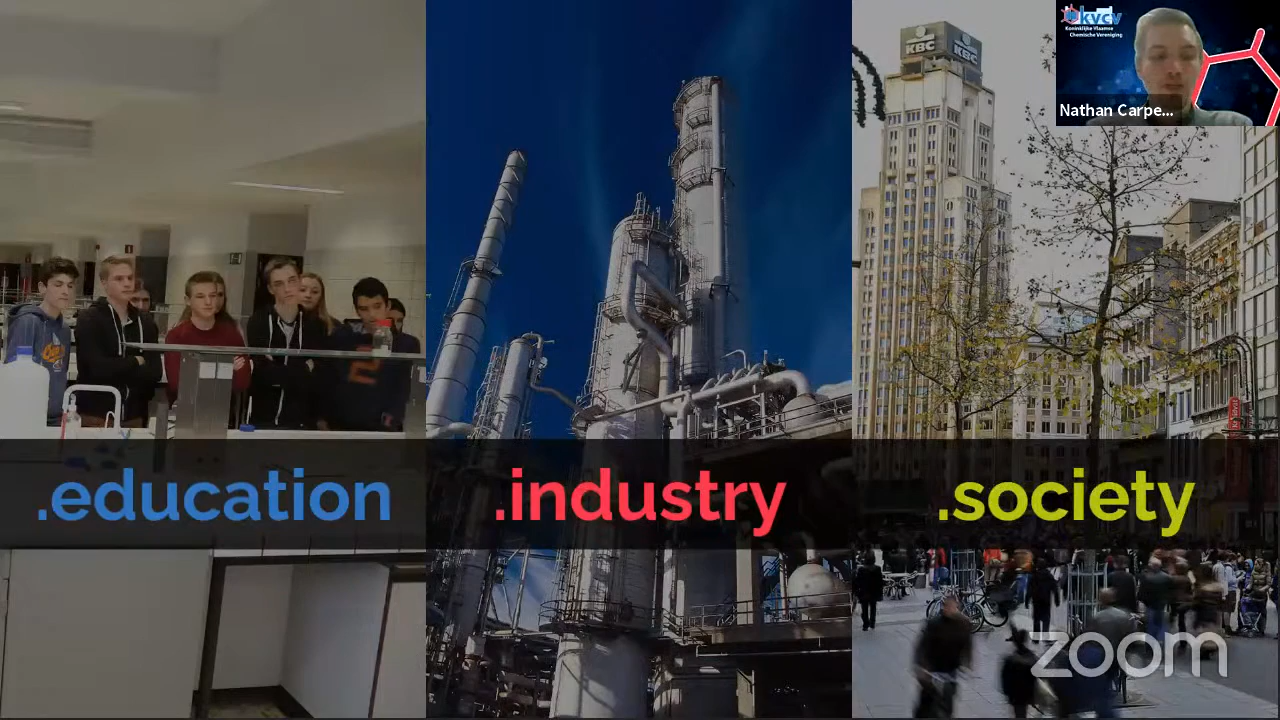 kvcv
Koninklijke Vlaamse
Chemische Vereniging
Nathan Carpe...
KBC
KBC
.education
.industry
.society
zoom